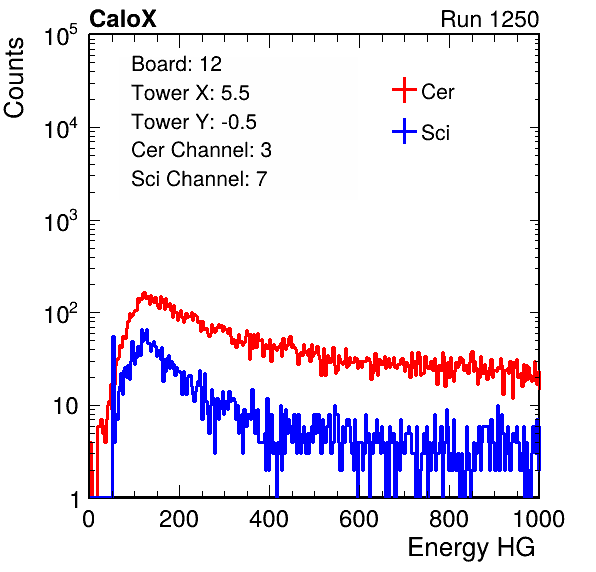 CaloX Run 1250
Counts
10^5
10^4
10^3
10^2
10
1
Board: 12
Tower X: 5.5
Tower Y: -0.5
Cer Channel: 3
Sci Channel: 7
Cer
Sci
0 200 400 600 800 1000
Energy HG